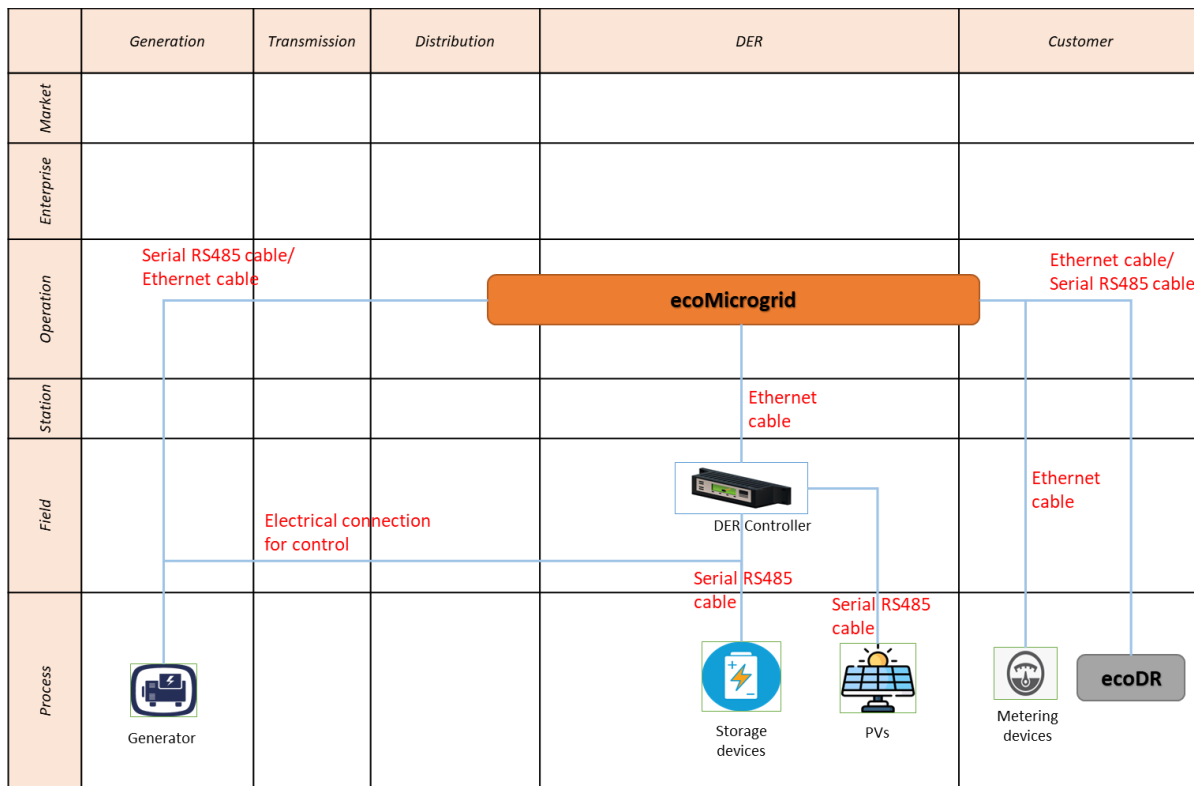 Generation
Transmission
Distribution
DER
Customer
Market
Enterprise
Operation
Serial RS485 cable/
Ethernet cable
ecoMicrogrid
Ethernet cable/
Serial RS485 cable
Station
Ethernet
cable
Field
DER Controller
Ethernet
cable
Electrical connection
for control
Serial RS485
cable
Serial RS485
cable
Process
Generator
Storage
devices
PVs
Metering
devices
ecoDR